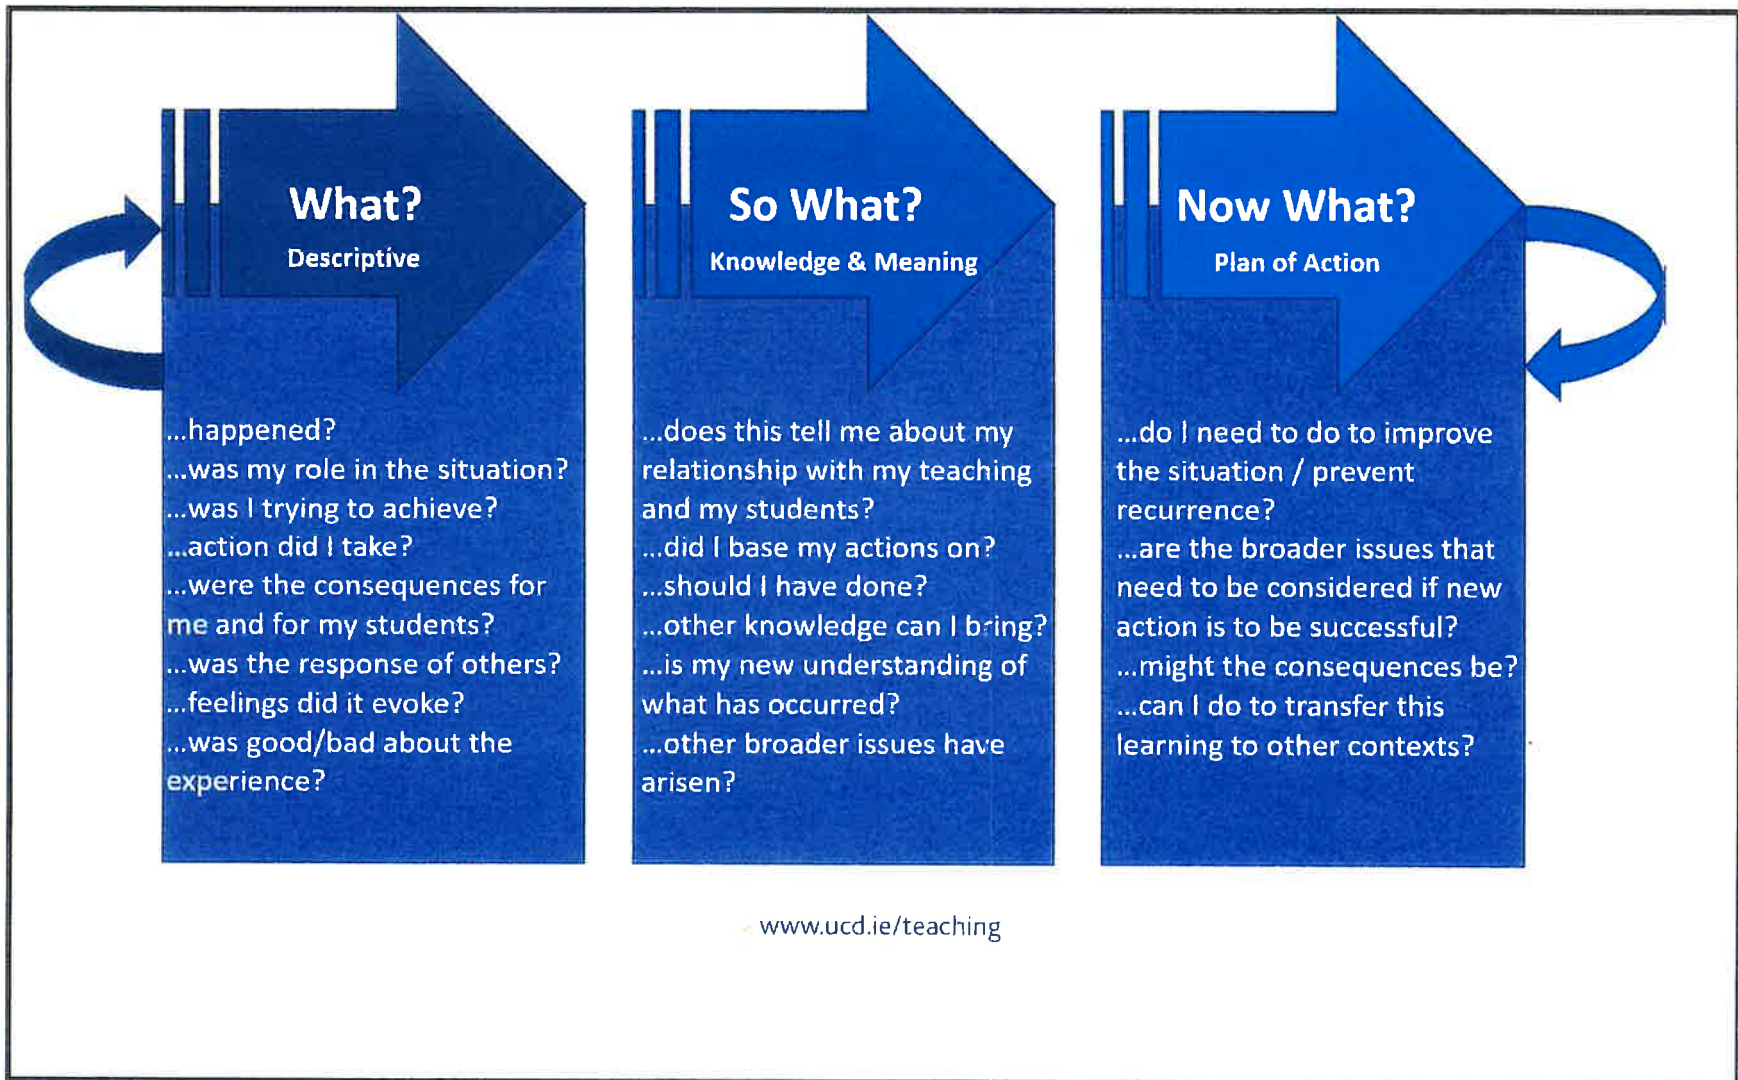 What?
Descriptive
...happened?
...was my role in the situation?
...was I trying to achieve?
...action did I take?
...were the consequences for
me and for my students?
...was the response of others?
...feelings did it evoke?
...was good/bad about the
experience?
So What?
Knowledge & Meaning
...does this tell me about my
relationship with my teaching
and my students?
...did I base my actions on?
...should I have done?
...other knowledge can I bring?
...is my new understanding of
what has occurred?
...other broader issues have
arisen?
Now What?
Plan of Action
...do I need to do to improve
the situation / prevent
recurrence?
...are the broader issues that
need to be considered if new
action is to be successful?
...might the consequences be?
...can I do to transfer this
learning to other contexts?
www.ucd.ie/teaching